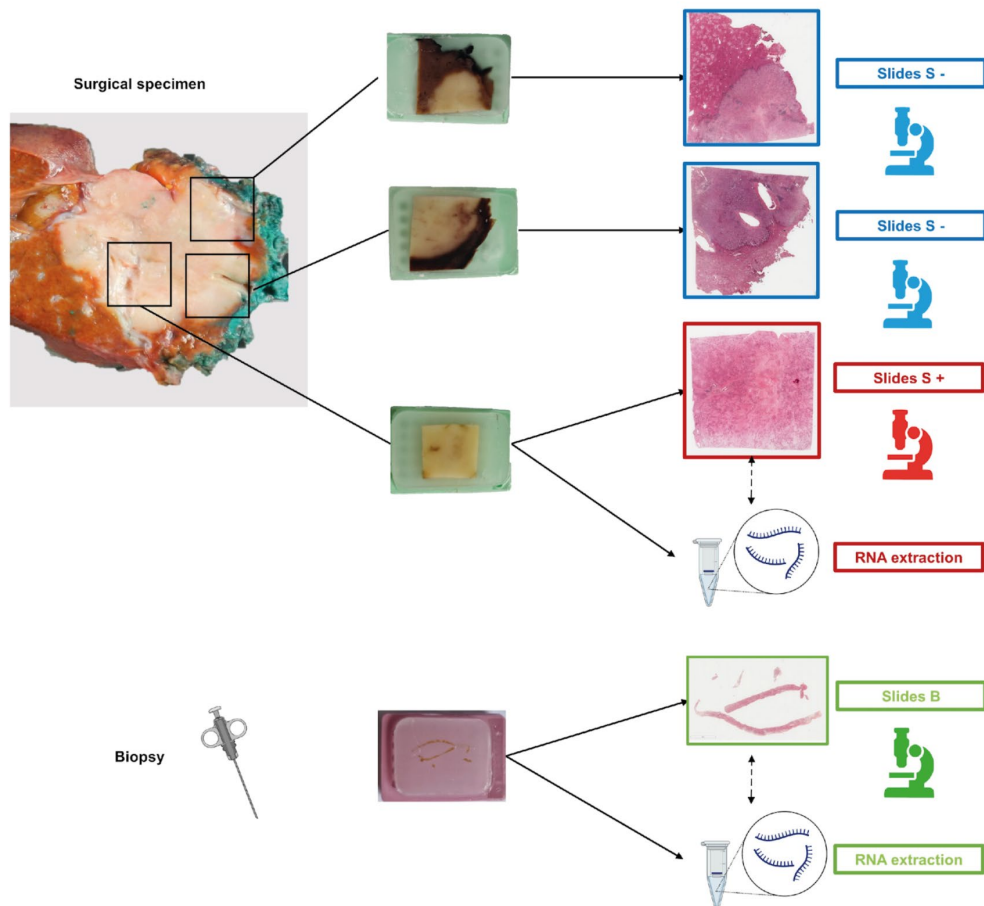 Surgical specimen
Slides S -
Slides S -
Slides S +
RNA extraction
Biopsy
Slides B
RNA extraction